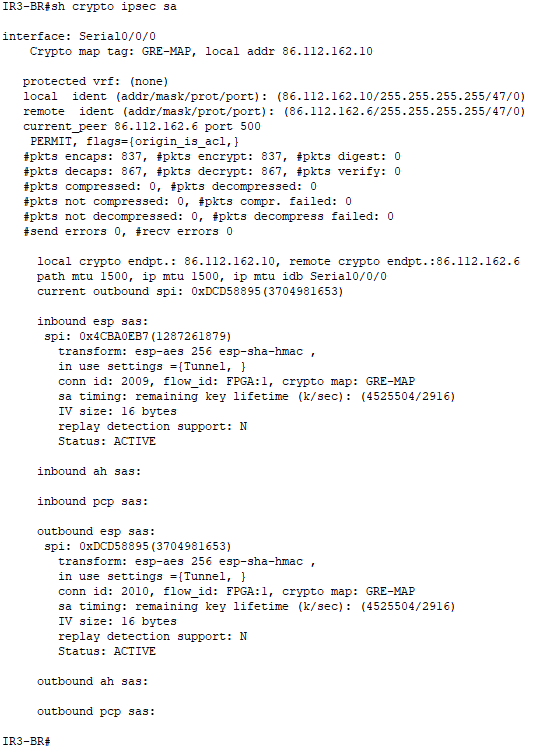 IR3-BR#sh crypto ipsec sa
interface: Serial0/0/0
Crypto map tag: GRE-MAP, local addr 86.112.162.10
protected vrf: (none)
local  ident (addr/mask/prot/port): (86.112.162.10/255.255.255.255/47/0)
remote  ident (addr/mask/prot/port): (86.112.162.6/255.255.255.255/47/0)
current_peer 86.112.162.6 port 500
PERMIT, flags={origin_is_acl,}
#pkts encaps: 837, #pkts encrypt: 837, #pkts digest: 0
#pkts decaps: 867, #pkts decrypt: 867, #pkts verify: 0
#pkts compressed: 0, #pkts decompressed: 0
#pkts not compressed: 0, #pkts compr. failed: 0
#pkts not decompressed: 0, #pkts decompress failed: 0
#send errors 0, #recv errors 0
local crypto endpt.: 86.112.162.10, remote crypto endpt.:86.112.162.6
path mtu 1500, ip mtu 1500, ip mtu idb Serial0/0/0
current outbound spi: 0xDCD58895(3704981653)
inbound esp sas:
spi: 0x4CBA0EB7(1287261879)
transform: esp-aes 256 esp-sha-hmac ,
in use settings ={Tunnel, }
conn id: 2009, flow_id: FPGA:1, crypto map: GRE-MAP
sa timing: remaining key lifetime (k/sec): (4525504/2916)
IV size: 16 bytes
replay detection support: N
Status: ACTIVE
inbound ah sas:
inbound pcp sas:
outbound esp sas:
spi: 0xDCD58895(3704981653)
transform: esp-aes 256 esp-sha-hmac ,
in use settings ={Tunnel, }
conn id: 2010, flow_id: FPGA:1, crypto map: GRE-MAP
sa timing: remaining key lifetime (k/sec): (4525504/2916)
IV size: 16 bytes
replay detection support: N
Status: ACTIVE
outbound ah sas:
outbound pcp sas:
IR3-BR#